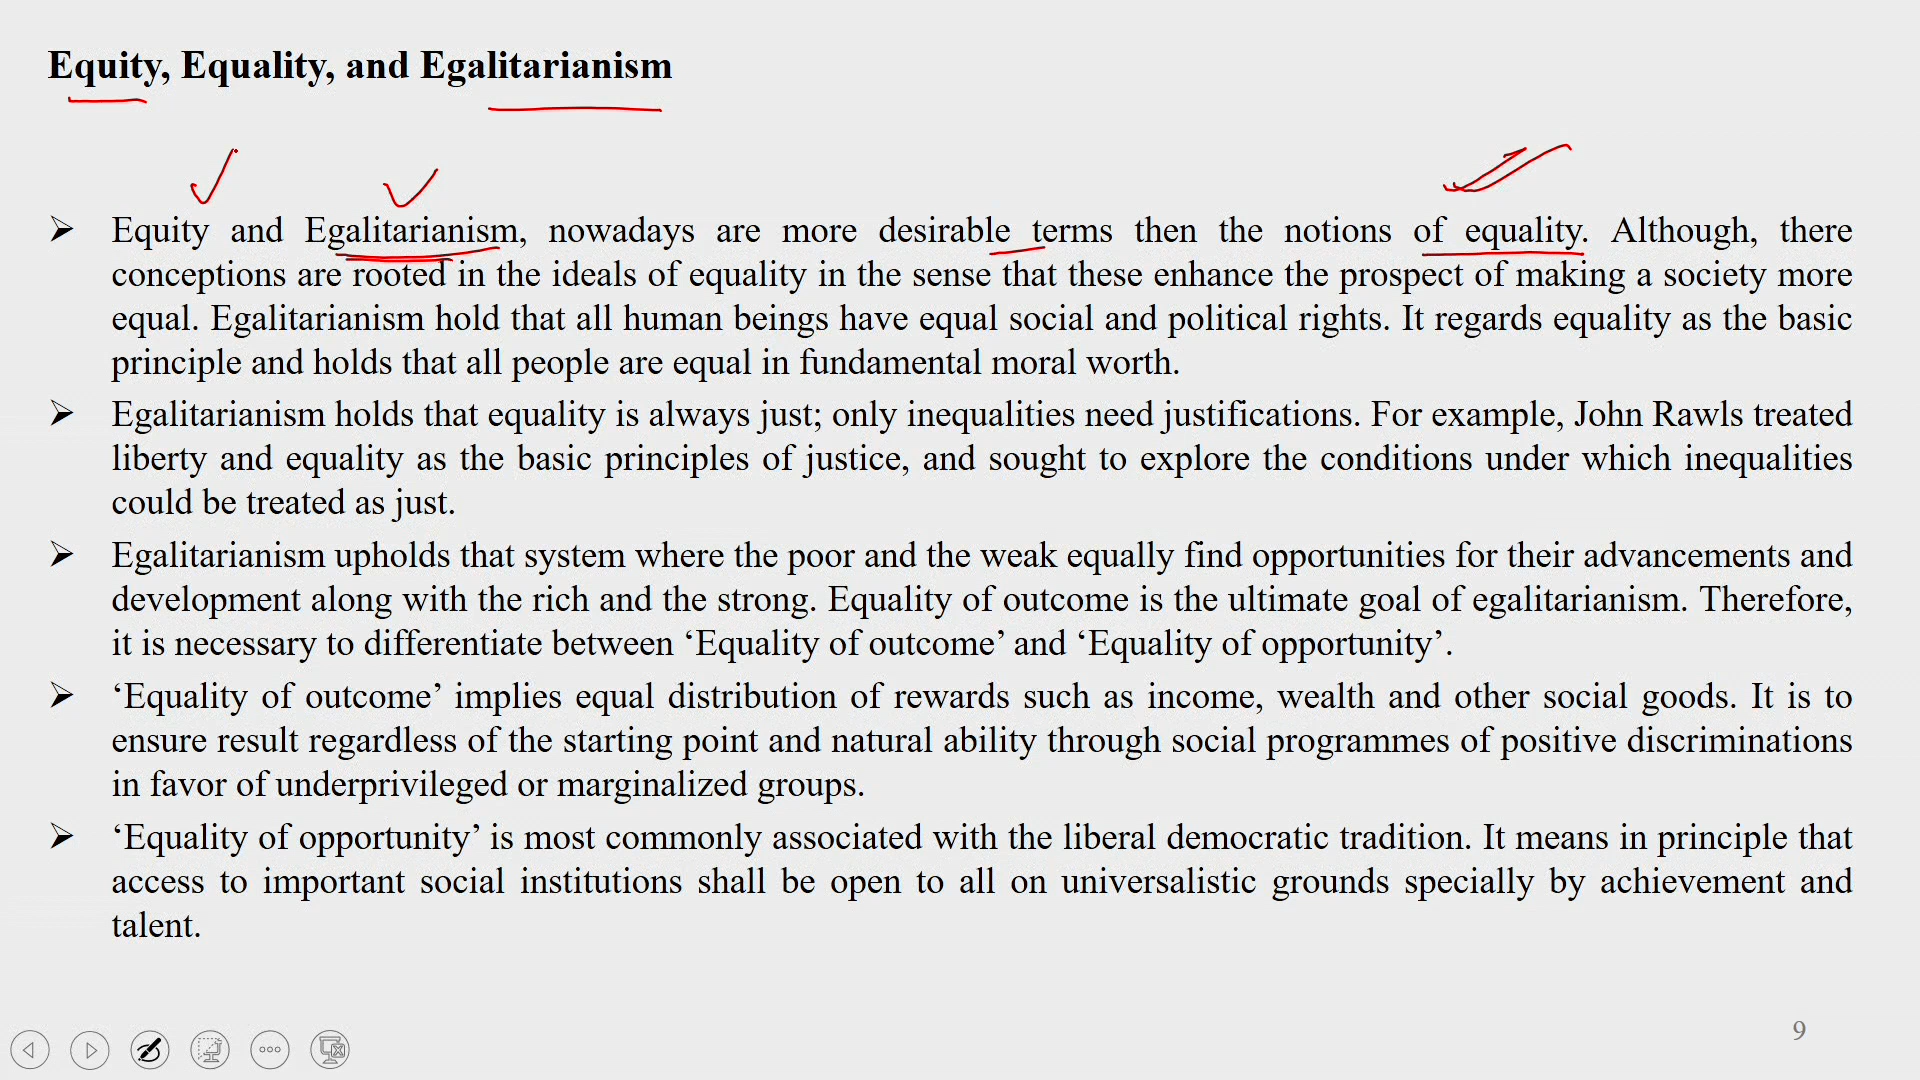 Equity, Equality, and Egalitarianism
Equity and Egalitarianism, nowadays are more desirable terms then the notions of equality. Although, there
conceptions are rooted in the ideals of equality in the sense that these enhance the prospect of making a society more
equal. Egalitarianism hold that all human beings have equal social and political rights. It regards equality as the basic
principle and holds that all people are equal in fundamental moral worth.
Egalitarianism holds that equality is always just; only inequalities need justifications. For example, John Rawls treated
liberty and equality as the basic principles of justice, and sought to explore the conditions under which inequalities
could be treated as just.
Egalitarianism upholds that system where the poor and the weak equally find opportunities for their advancements and
development along with the rich and the strong. Equality of outcome is the ultimate goal of egalitarianism. Therefore,
it is necessary to differentiate between ‘Equality of outcome’ and ‘Equality of opportunity’.
‘Equality of outcome’ implies equal distribution of rewards such as income, wealth and other social goods. It is to
ensure result regardless of the starting point and natural ability through social programmes of positive discriminations
in favor of underprivileged or marginalized groups.
‘Equality of opportunity’ is most commonly associated with the liberal democratic tradition. It means in principle that
access to important social institutions shall be open to all on universalistic grounds specially by achievement and
talent.
9